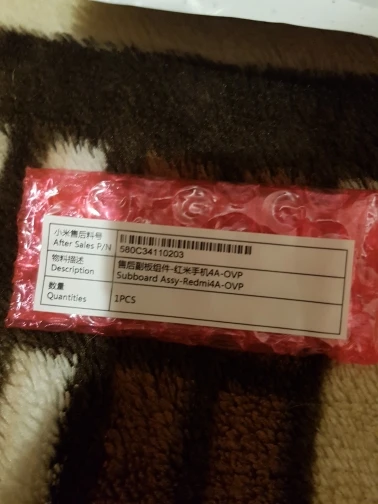 小米售后料号
After Sales P/N
580C34110203
物料描述
Description
售后副板组件-红米手机4A-OVP
Subboard Assy-Redmi4A-OVP
数量
Quantities
1PCS